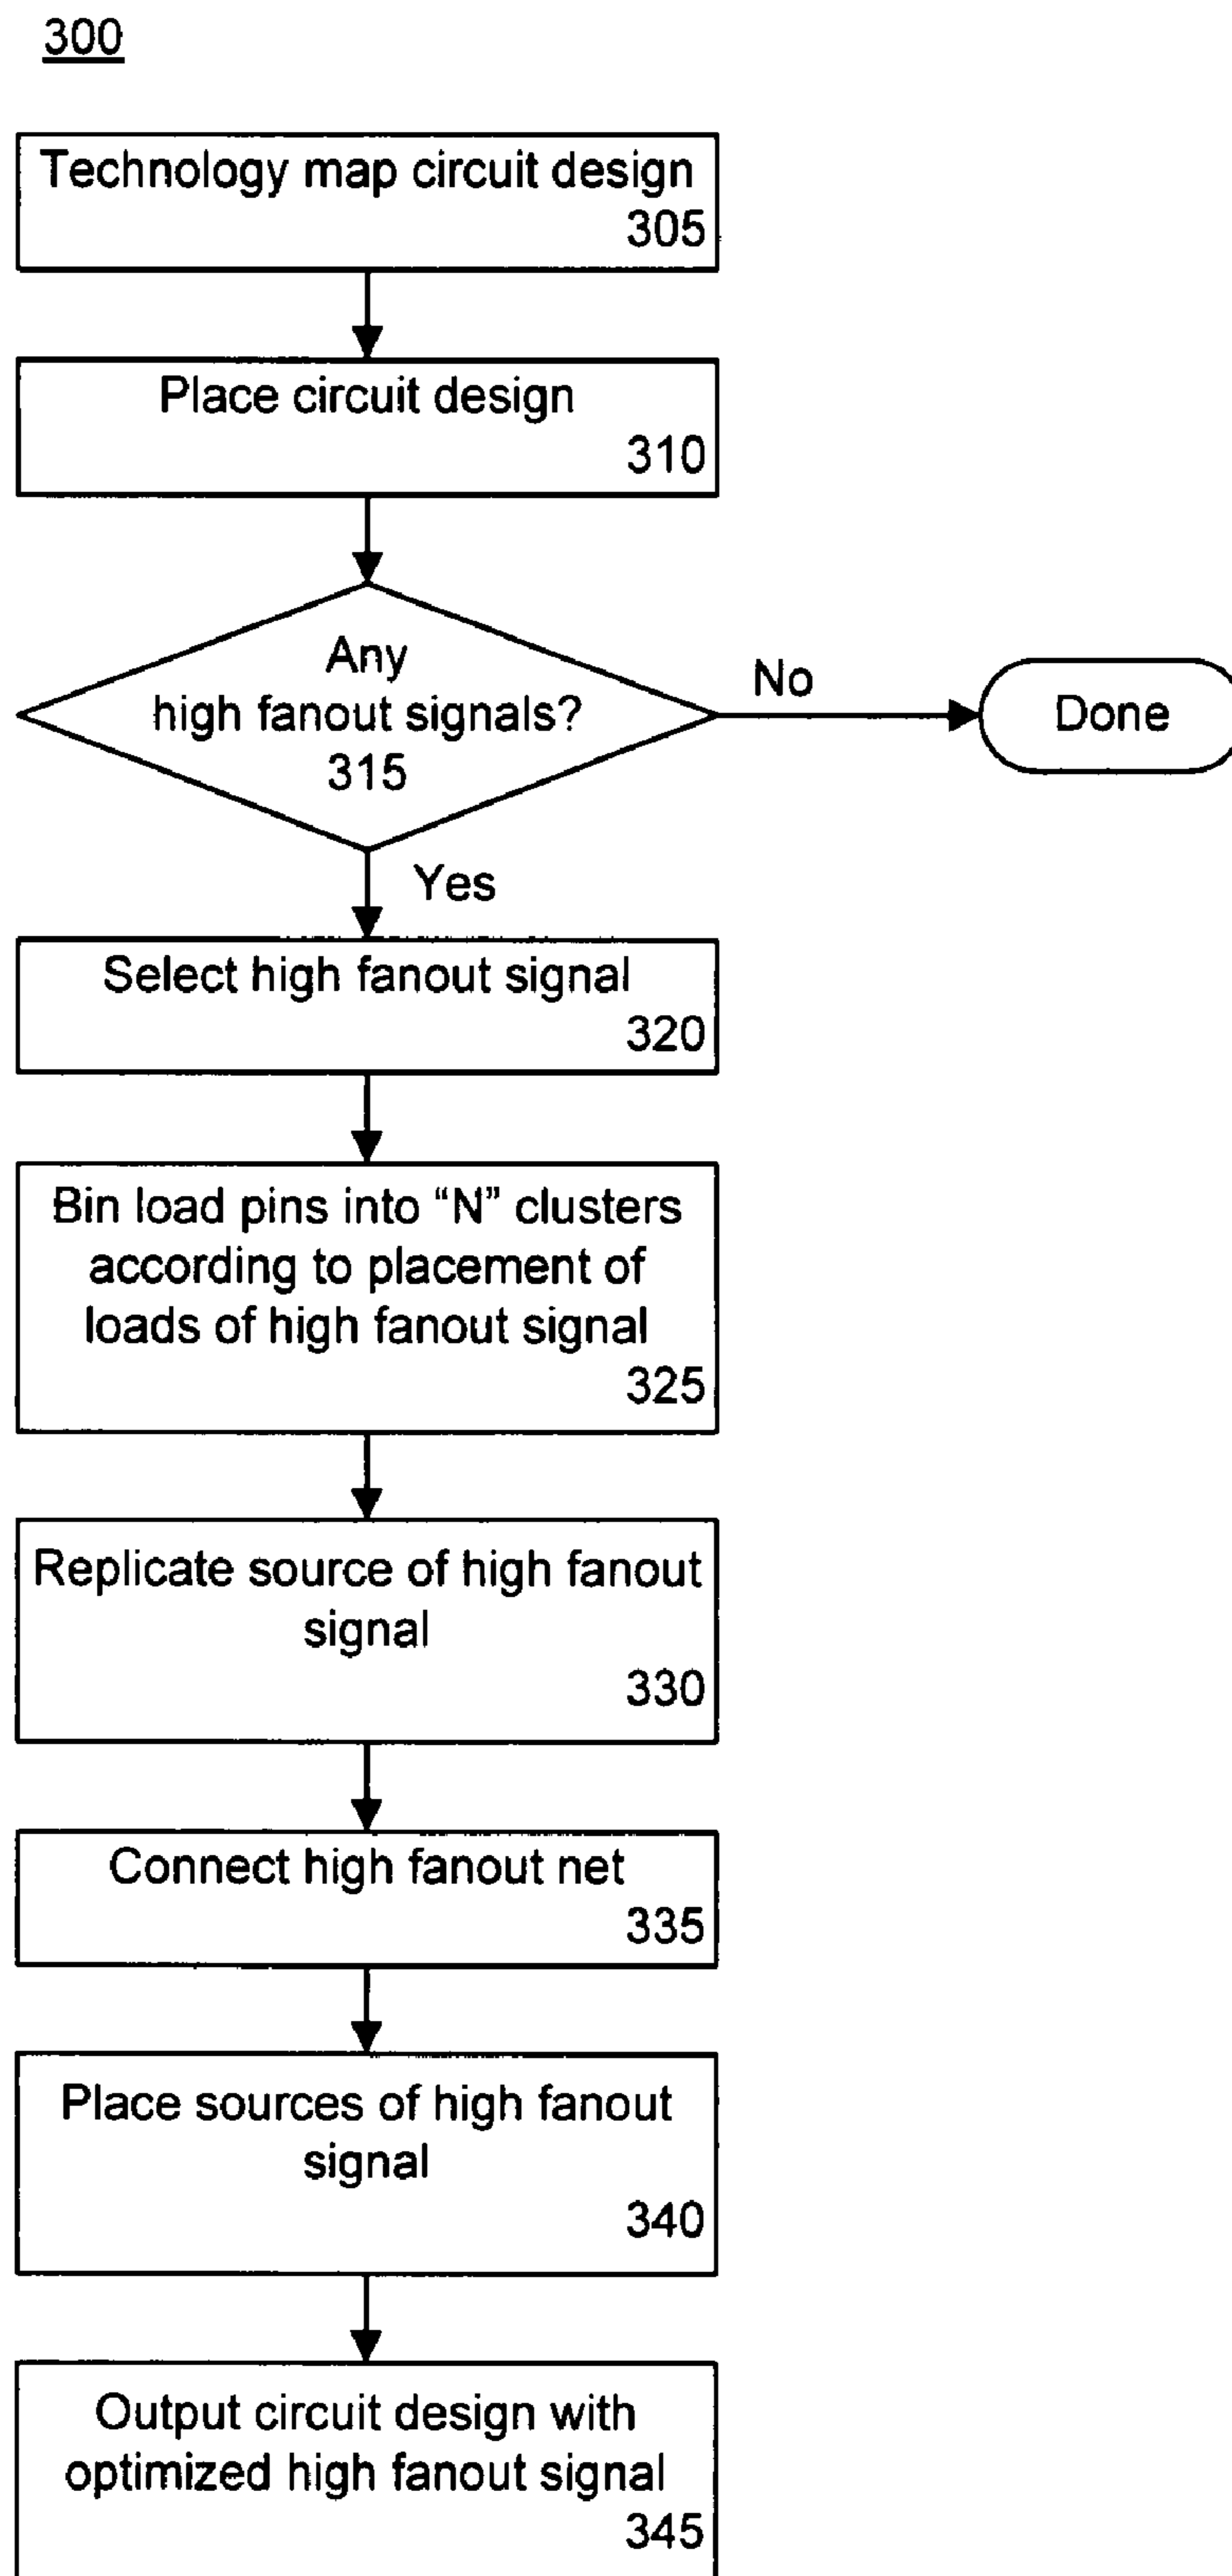 300
Technology map circuit design
305
Place circuit design
310
Any
high fanout signals?
315
No
Done
Yes
Select high fanout signal
320
Bin load pins into “N” clusters
according to placement of
loads of high fanout signal
325
Replicate source of high fanout
signal
330
Connect high fanout net
335
Place sources of high fanout
signal
340
Output circuit design with
optimized high fanout signal
345